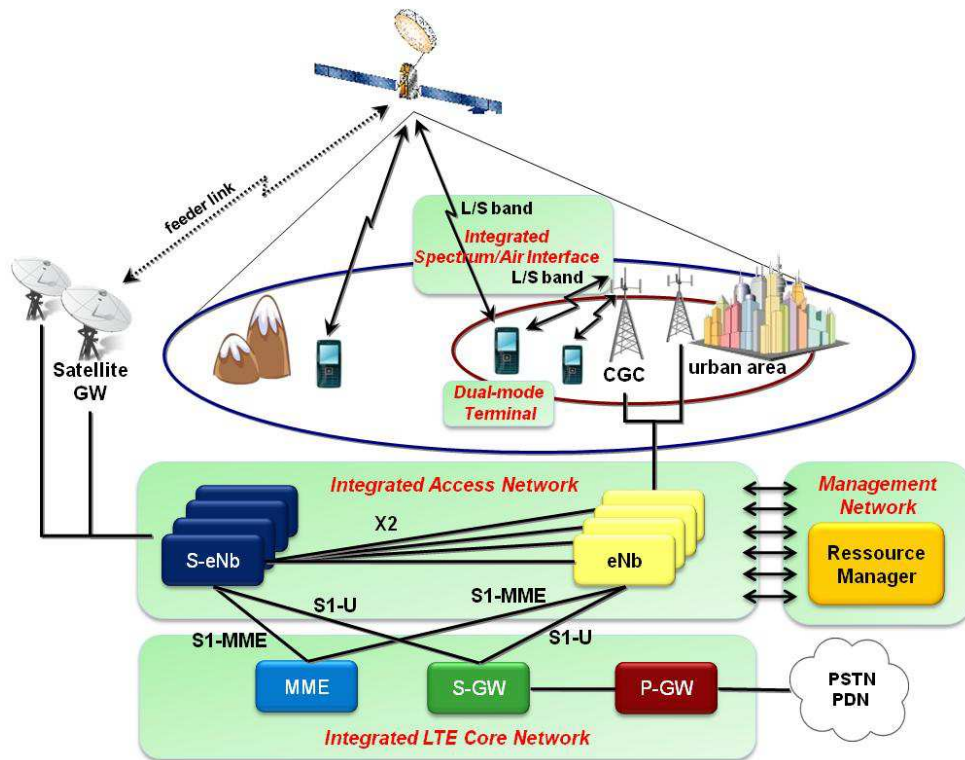 feeder link
L/S band
Integrated
Spectrum/Air Interface
L/S band
Satellite
GW
CGC
urban area
Dual-mode
Terminal
Integrated Access Network
Management
Network
X2
S-eNb
eNb
Ressource
Manager
S1-U
S1-MME
S1-MME
S1-U
MME
S-GW
P-GW
PSTN
PDN
Integrated LTE Core Network